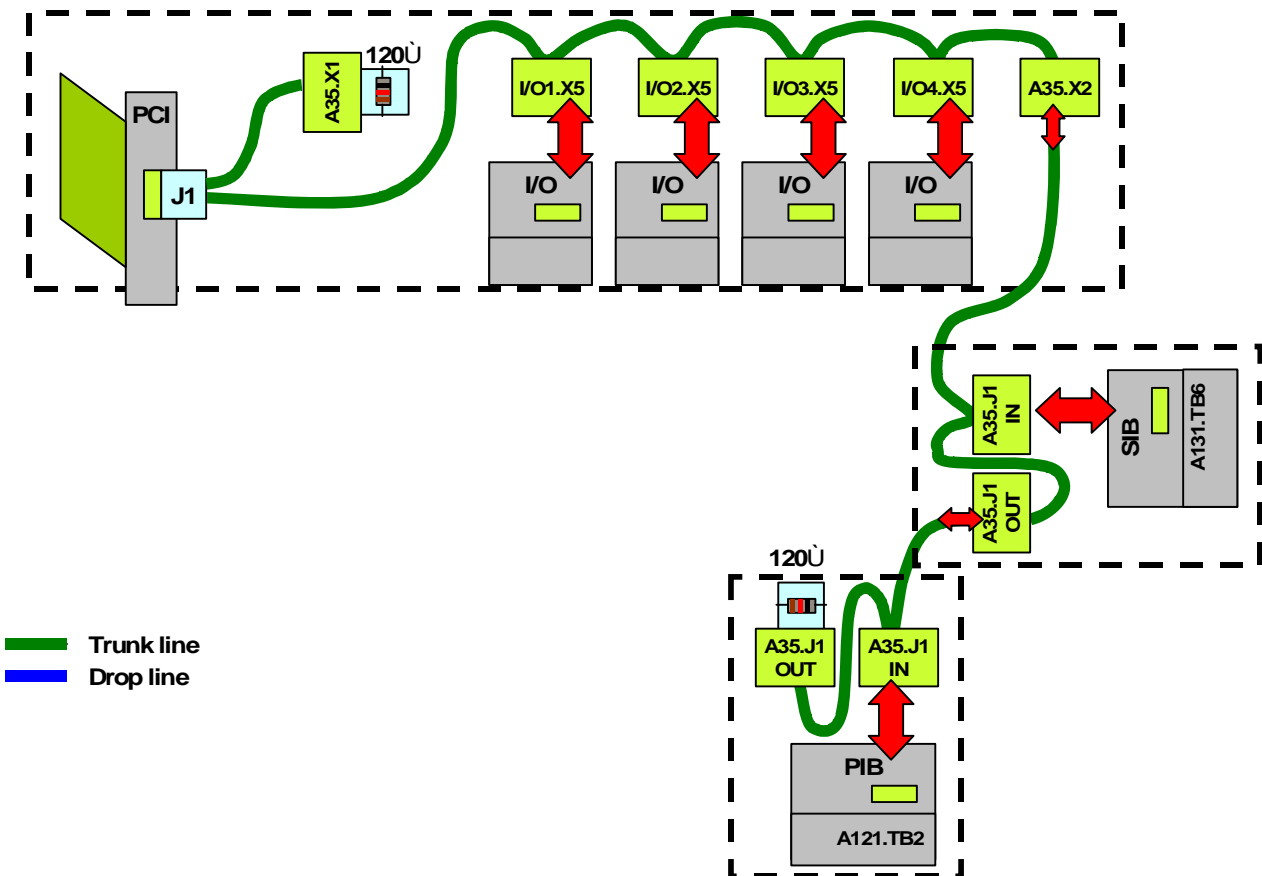 120Ù
A35.X1
PCI
J1
I/O1.X5
I/O2.X5
I/O3.X5
I/O4.X5
A35.X2
I/O
I/O
I/O
I/O
A35.J1
IN
SIB
A131.TB6
A35.J1
OUT
120Ù
A35.J1
OUT
A35.J1
IN
PIB
A121.TB2
Trunk line
Drop line